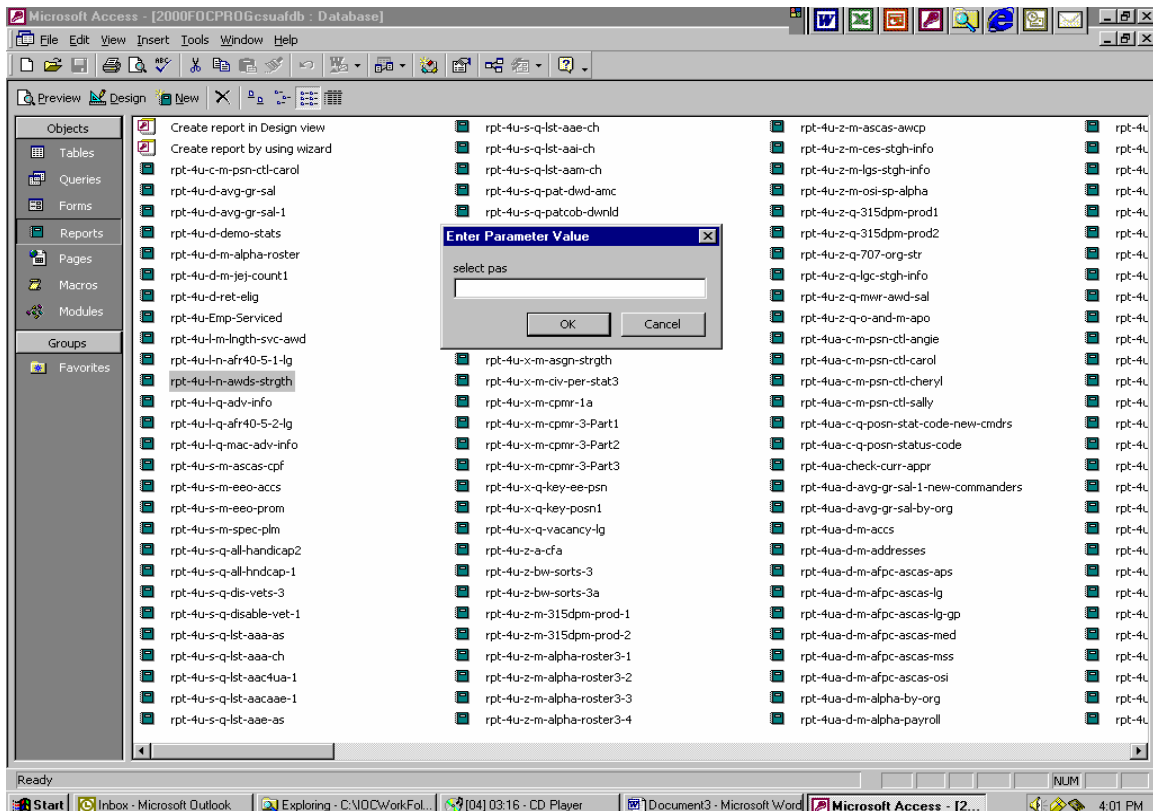 Microsoft Access - [2000FOCPROGcsuafdb : Database]
File Edit View Insert Tools Window Help
Preview Design New
Objects
Tables
Queries
Forms
Reports
Pages
Macros
Modules
Groups
Favorites
Create report in Design view
Create report by using wizard
rpt-4u-c-m-psn-ctl-carol
rpt-4u-d-avg-gr-sal
rpt-4u-d-avg-gr-sal-1
rpt-4u-d-demo-stats
rpt-4u-d-m-alpha-roster
rpt-4u-d-m-jej-count1
rpt-4u-d-ret-elig
rpt-4u-Emp-Serviced
rpt-4u-l-m-lngth-svc-awd
rpt-4u-l-n-afr40-5-1-lg
rpt-4u-l-n-awds-strgth
rpt-4u-l-q-adv-info
rpt-4u-l-q-afr40-5-2-lg
rpt-4u-l-q-mac-adv-info
rpt-4u-s-m-ascas-cpf
rpt-4u-s-m-eeo-accs
rpt-4u-s-m-eeo-prom
rpt-4u-s-m-spec-plm
rpt-4u-s-q-all-handicap2
rpt-4u-s-q-all-hndcap-1
rpt-4u-s-q-dis-vets-3
rpt-4u-s-q-disable-vet-1
rpt-4u-s-q-lst-aaa-as
rpt-4u-s-q-lst-aaa-ch
rpt-4u-s-q-lst-aac4ua-1
rpt-4u-s-q-lst-aacaae-1
rpt-4u-s-q-lst-aae-as
rpt-4u-s-q-lst-aae-ch
rpt-4u-s-q-lst-aai-ch
rpt-4u-s-q-lst-aam-ch
rpt-4u-s-q-pat-dwd-amc
rpt-4u-s-q-patcob-dwnld
Enter Parameter Value
select pas
OK Cancel
rpt-4u-x-m-asgn-strgth
rpt-4u-x-m-civ-per-stat3
rpt-4u-x-m-cpmr-1a
rpt-4u-x-m-cpmr-3-Part1
rpt-4u-x-m-cpmr-3-Part2
rpt-4u-x-m-cpmr-3-Part3
rpt-4u-x-q-key-ee-psn
rpt-4u-x-q-key-posn1
rpt-4u-x-q-vacancy-lg
rpt-4u-z-a-cfa
rpt-4u-z-bw-sorts-3
rpt-4u-z-bw-sorts-3a
rpt-4u-z-m-315dpm-prod-1
rpt-4u-z-m-315dpm-prod-2
rpt-4u-z-m-alpha-roster3-1
rpt-4u-z-m-alpha-roster3-2
rpt-4u-z-m-alpha-roster3-3
rpt-4u-z-m-alpha-roster3-4
rpt-4u-z-m-ascas-awcp
rpt-4u-z-m-ces-stgh-info
rpt-4u-z-m-lgs-stgh-info
rpt-4u-z-m-osi-sp-alpha
rpt-4u-z-q-315dpm-prod1
rpt-4u-z-q-315dpm-prod2
rpt-4u-z-q-707-org-str
rpt-4u-z-q-lgc-stgh-info
rpt-4u-z-q-mwr-awd-sal
rpt-4u-z-q-o-and-m-apo
rpt-4ua-c-m-psn-ctl-angie
rpt-4ua-c-m-psn-ctl-carol
rpt-4ua-c-m-psn-ctl-cheryl
rpt-4ua-c-m-psn-ctl-sally
rpt-4ua-c-q-posn-stat-code-new-cmdrs
rpt-4ua-c-q-posn-status-code
rpt-4ua-check-curr-appr
rpt-4ua-d-avg-gr-sal-1-new-commanders
rpt-4ua-d-avg-gr-sal-by-org
rpt-4ua-d-m-accs
rpt-4ua-d-m-addresses
rpt-4ua-d-m-afpc-ascas-aps
rpt-4ua-d-m-afpc-ascas-lg
rpt-4ua-d-m-afpc-ascas-lg-gp
rpt-4ua-d-m-afpc-ascas-med
rpt-4ua-d-m-afpc-ascas-mss
rpt-4ua-d-m-afpc-ascas-osi
rpt-4ua-d-m-alpha-by-org
rpt-4ua-d-m-alpha-payroll
Ready
NUM
Start Inbox - Microsoft Outlook Exploring - C:\IOCWorkFol... [04] 03:16 - CD Player Document3 - Microsoft Word Microsoft Access - [2... 4:01 PM